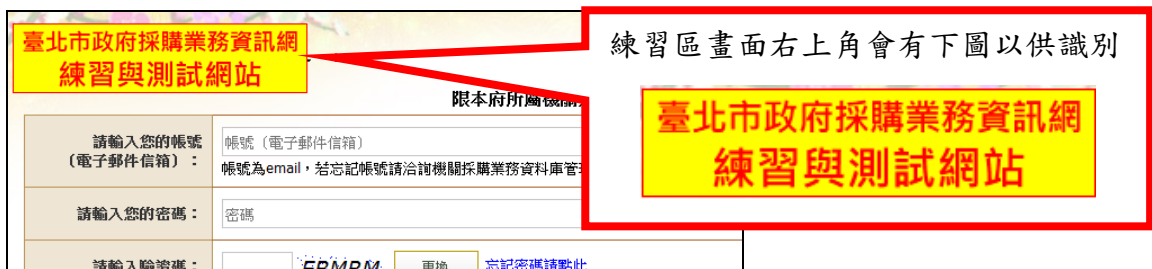 臺北市政府採購業務資訊網
練習與測試網站
練習區畫面右上角會有下圖以供識別
臺北市政府採購業務資訊網
練習與測試網站
限本府所屬機關
請輸入您的帳號
(電子郵件信箱):
帳號(電子郵件信箱)
帳號為email,若忘記帳號請洽詢機關採購業務資料庫管
請輸入您的密碼:
密碼
請輸入驗證碼:
更換
忘記密碼請點此